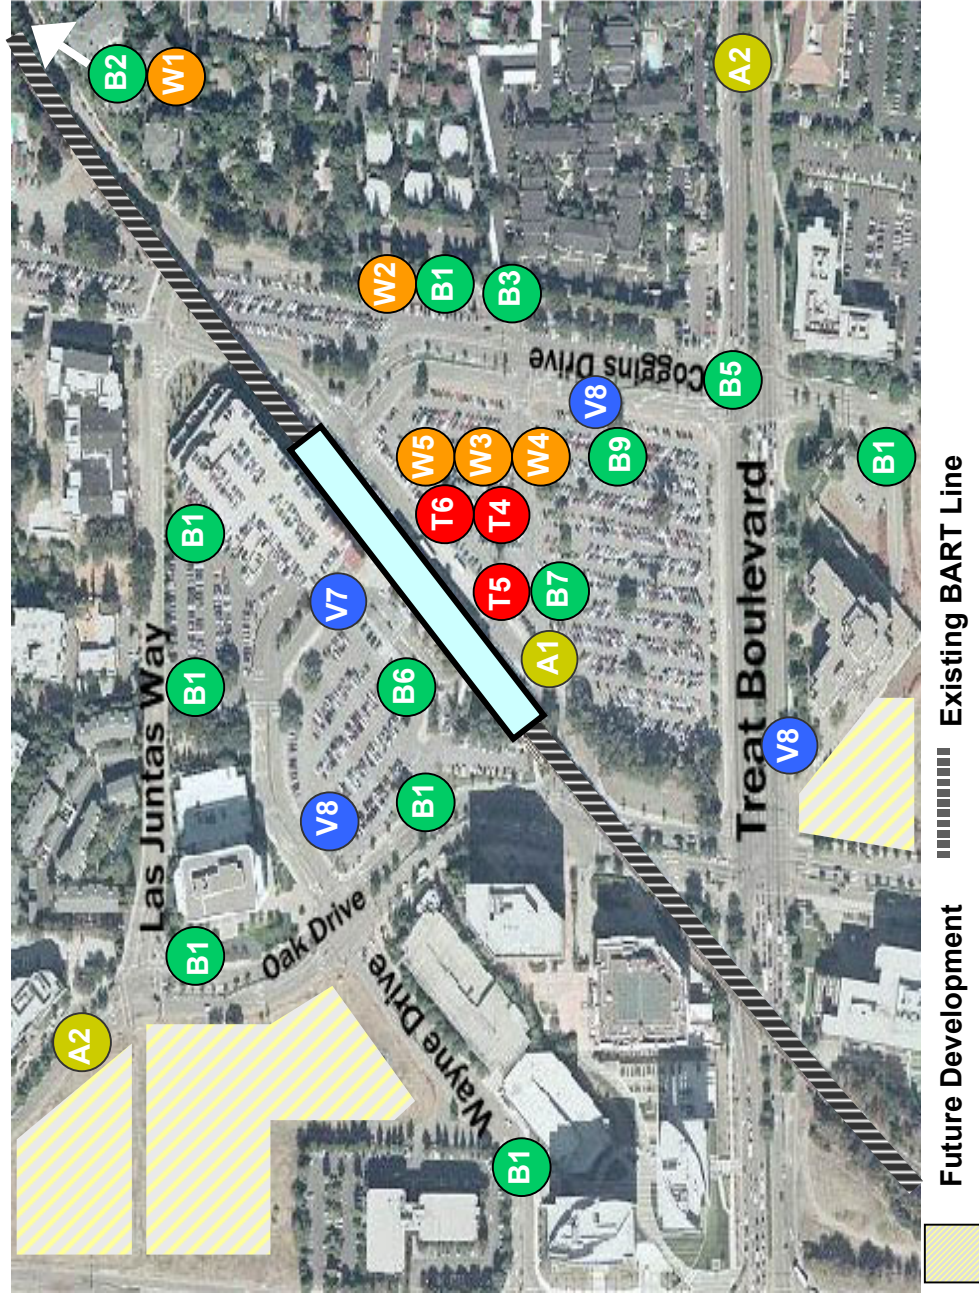 A2
B2
Las Juntas Way
W1
B1
B1
B1
Oak Drive
V8
V7
W2
B6
B1
W5
Wayne Drive
T6
B1
W3
T5
T4
B3
B1
W4
A1
B7
V8
B9
Coggins Drive
B5
A2
Treat Boulevard
V8
B1
Future Development
Existing BART Line